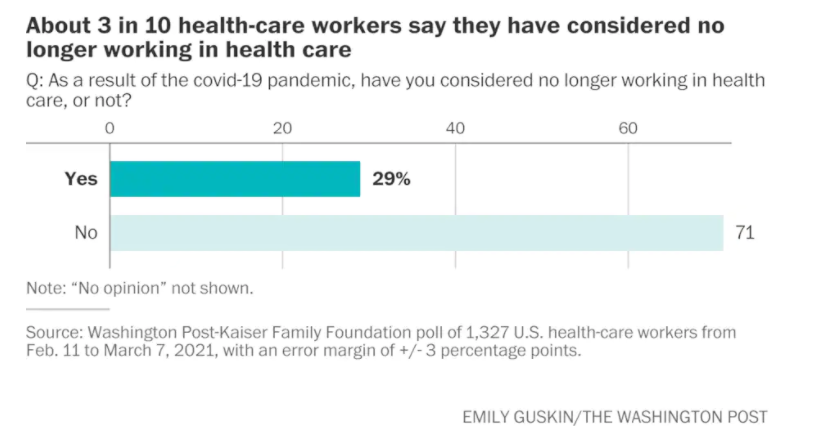 About 3 in 10 health-care workers say they have considered no
longer working in health care
Q: As a result of the covid-19 pandemic, have you considered no longer working in health
care, or not?
0 20 40 60
Yes 29%
No 71
Note: “No opinion” not shown.
Source: Washington Post-Kaiser Family Foundation poll of 1,327 U.S. health-care workers from
Feb. 11 to March 7, 2021, with an error margin of +/- 3 percentage points.
EMILY GUSKIN/THE WASHINGTON POST